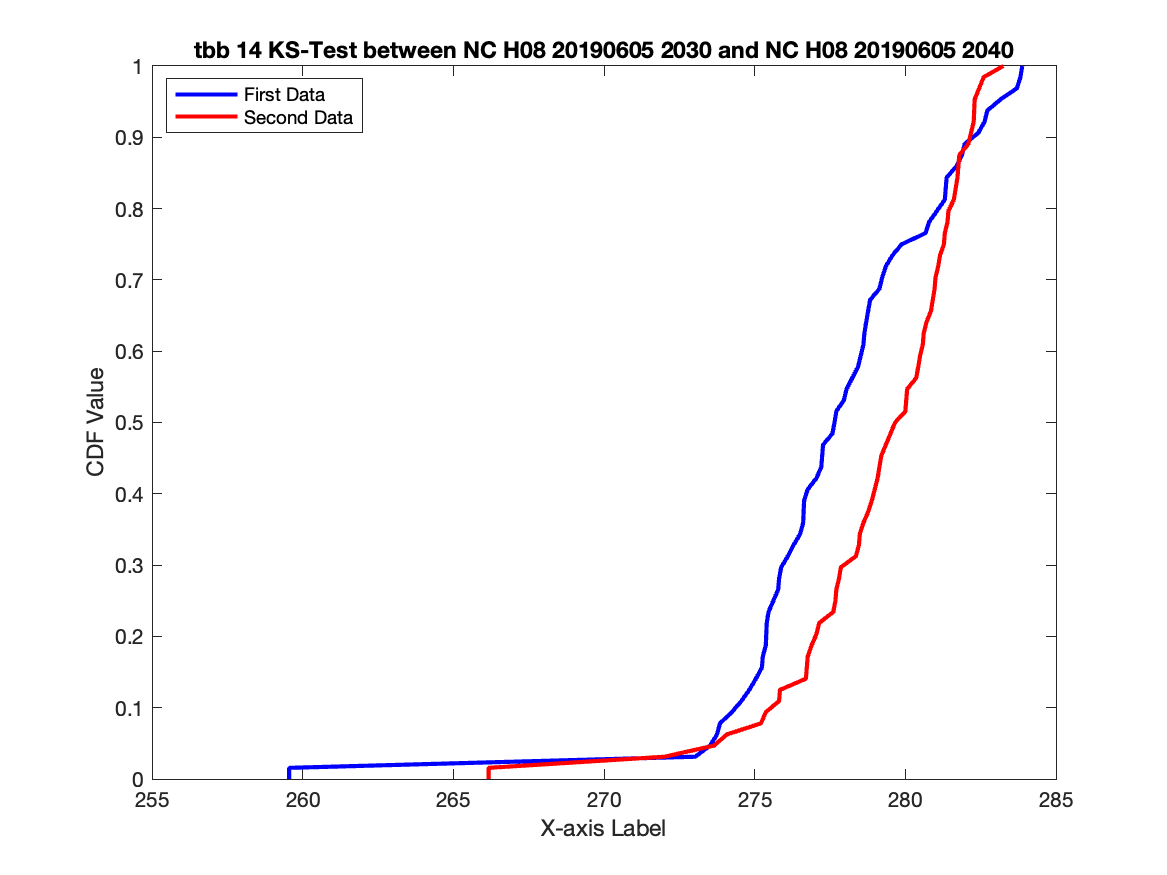 tbb 14 KS-Test between NC H08 20190605 2030 and NC H08 20190605 2040
First Data
Second Data
1
0.9
0.8
0.7
0.6
0.5
0.4
0.3
0.2
0.1
0
CDF Value
255 260 265 270 275 280 285
X-axis Label